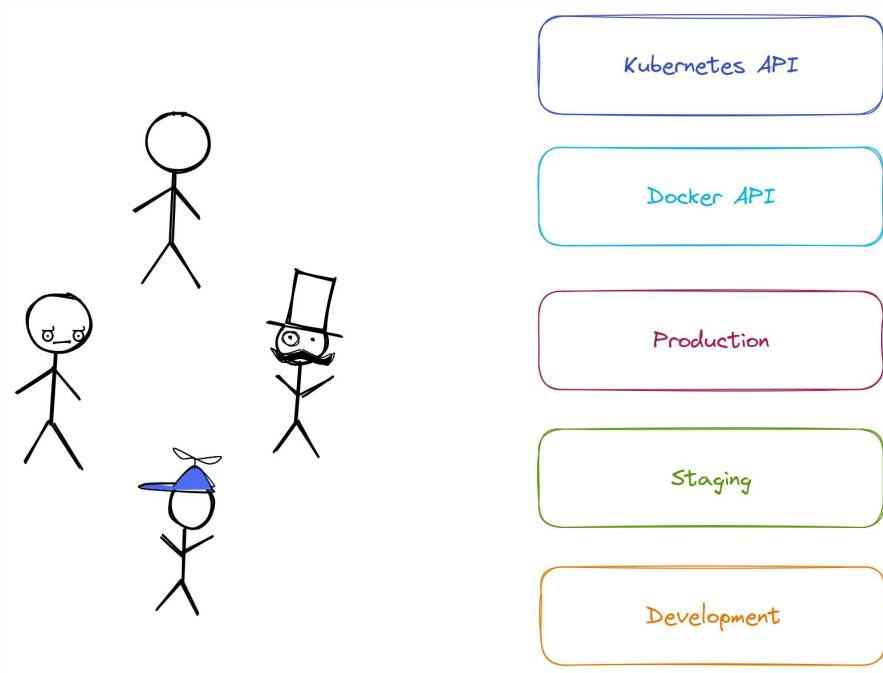 Kubernetes API
Docker API
Production
Staging
Development